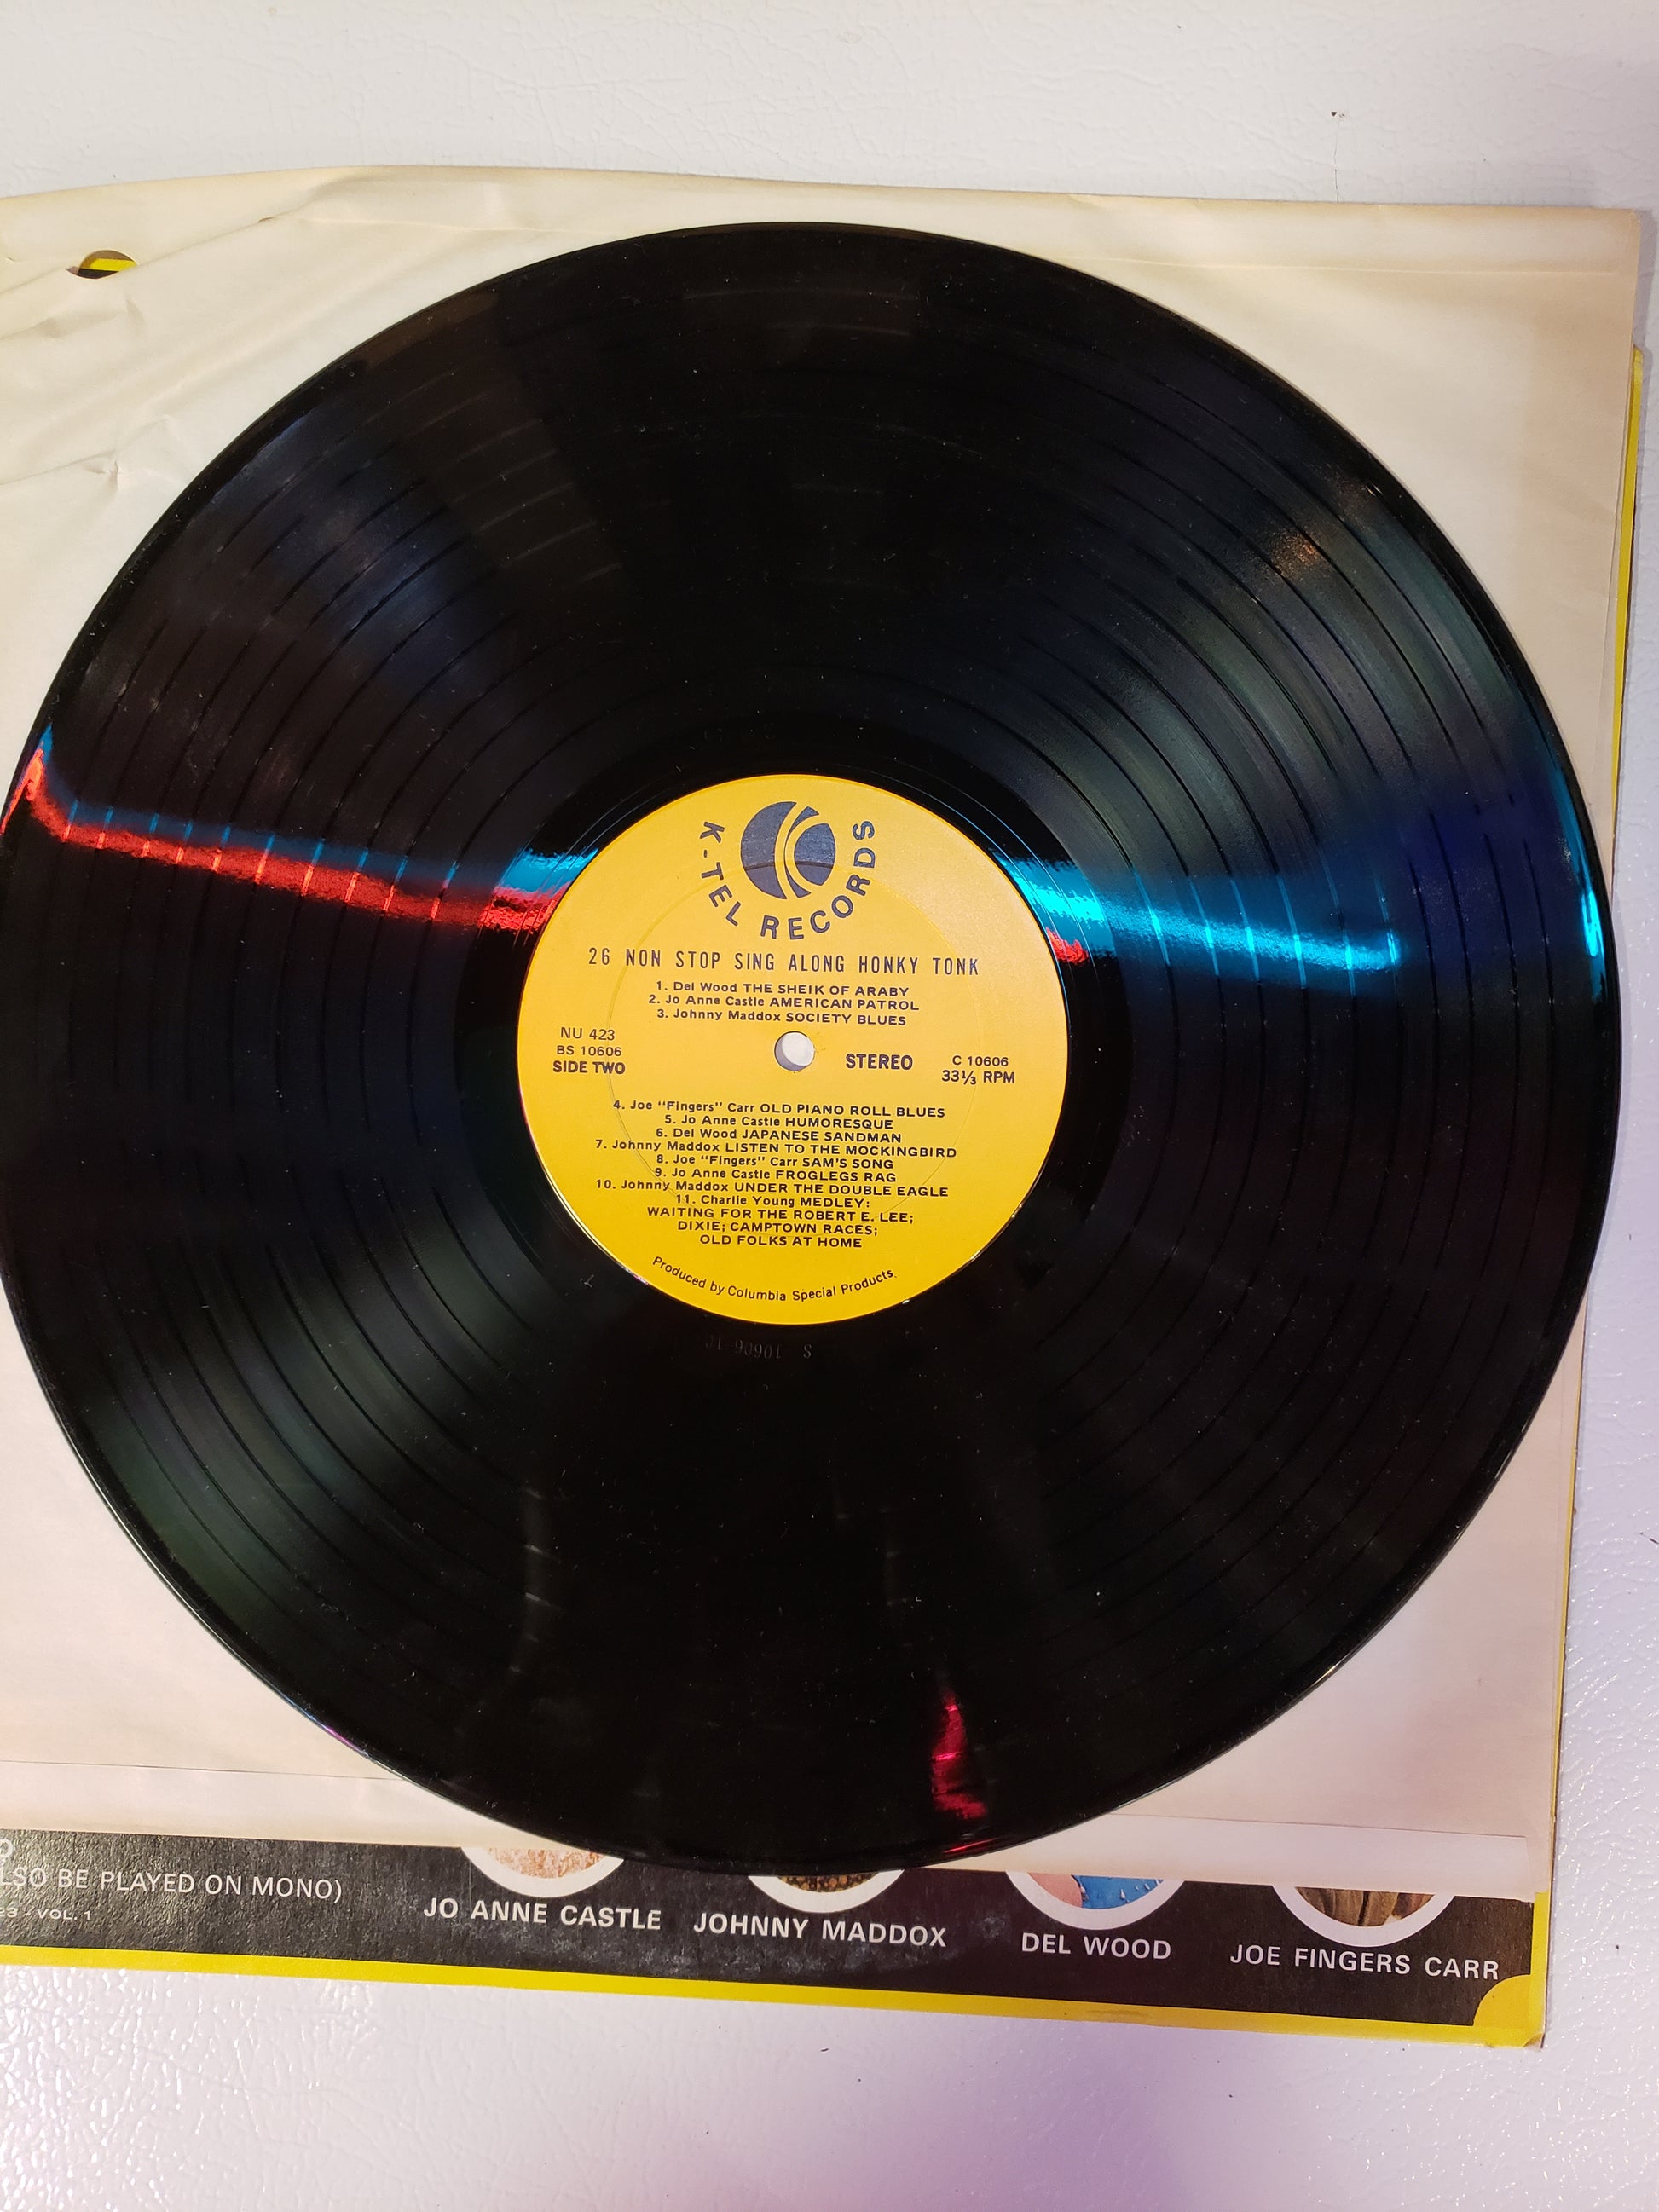 K-TEL RECORDS
26 NON STOP SING ALONG HONKY TONK
1. Del Wood THE SHEIK OF ARABY
2. Jo Anne Castle AMERICAN PATROL
3. Johnny Maddox SOCIETY BLUES
NU 423
BS 10606
SIDE TWO
STEREO
C 10606
33⅓ RPM
4. Joe "Fingers" Carr OLD PIANO ROLL BLUES
5. Jo Anne Castle HUMORESQUE
6. Del Wood JAPANESE SANDMAN
7. Johnny Maddox LISTEN TO THE MOCKINGBIRD
8. Joe "Fingers" Carr SAM'S SONG
9. Jo Anne Castle FROGLEGS RAG
10. Johnny Maddox UNDER THE DOUBLE EAGLE
11. Charlie Young MEDLEY:
WAITING FOR THE ROBERT E. LEE;
DIXIE; CAMPTOWN RACES;
OLD FOLKS AT HOME
Produced by Columbia Special Products.
LSO BE PLAYED ON MONO)
VOL. 1
JO ANNE CASTLE
JOHNNY MADDOX
DEL WOOD
JOE FINGERS CARR